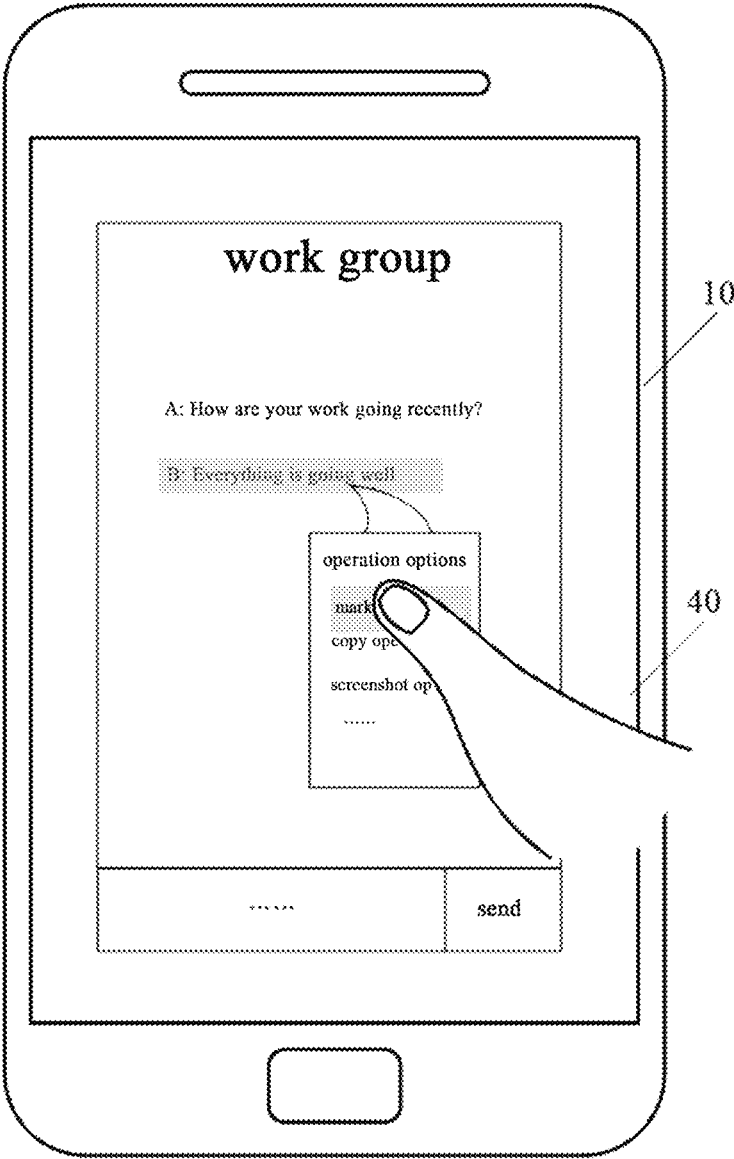 work group
10
A: How are your work going recently?
B: Everything is going well
operation options
mark
40
copy ope
screenshot op
......
...... send